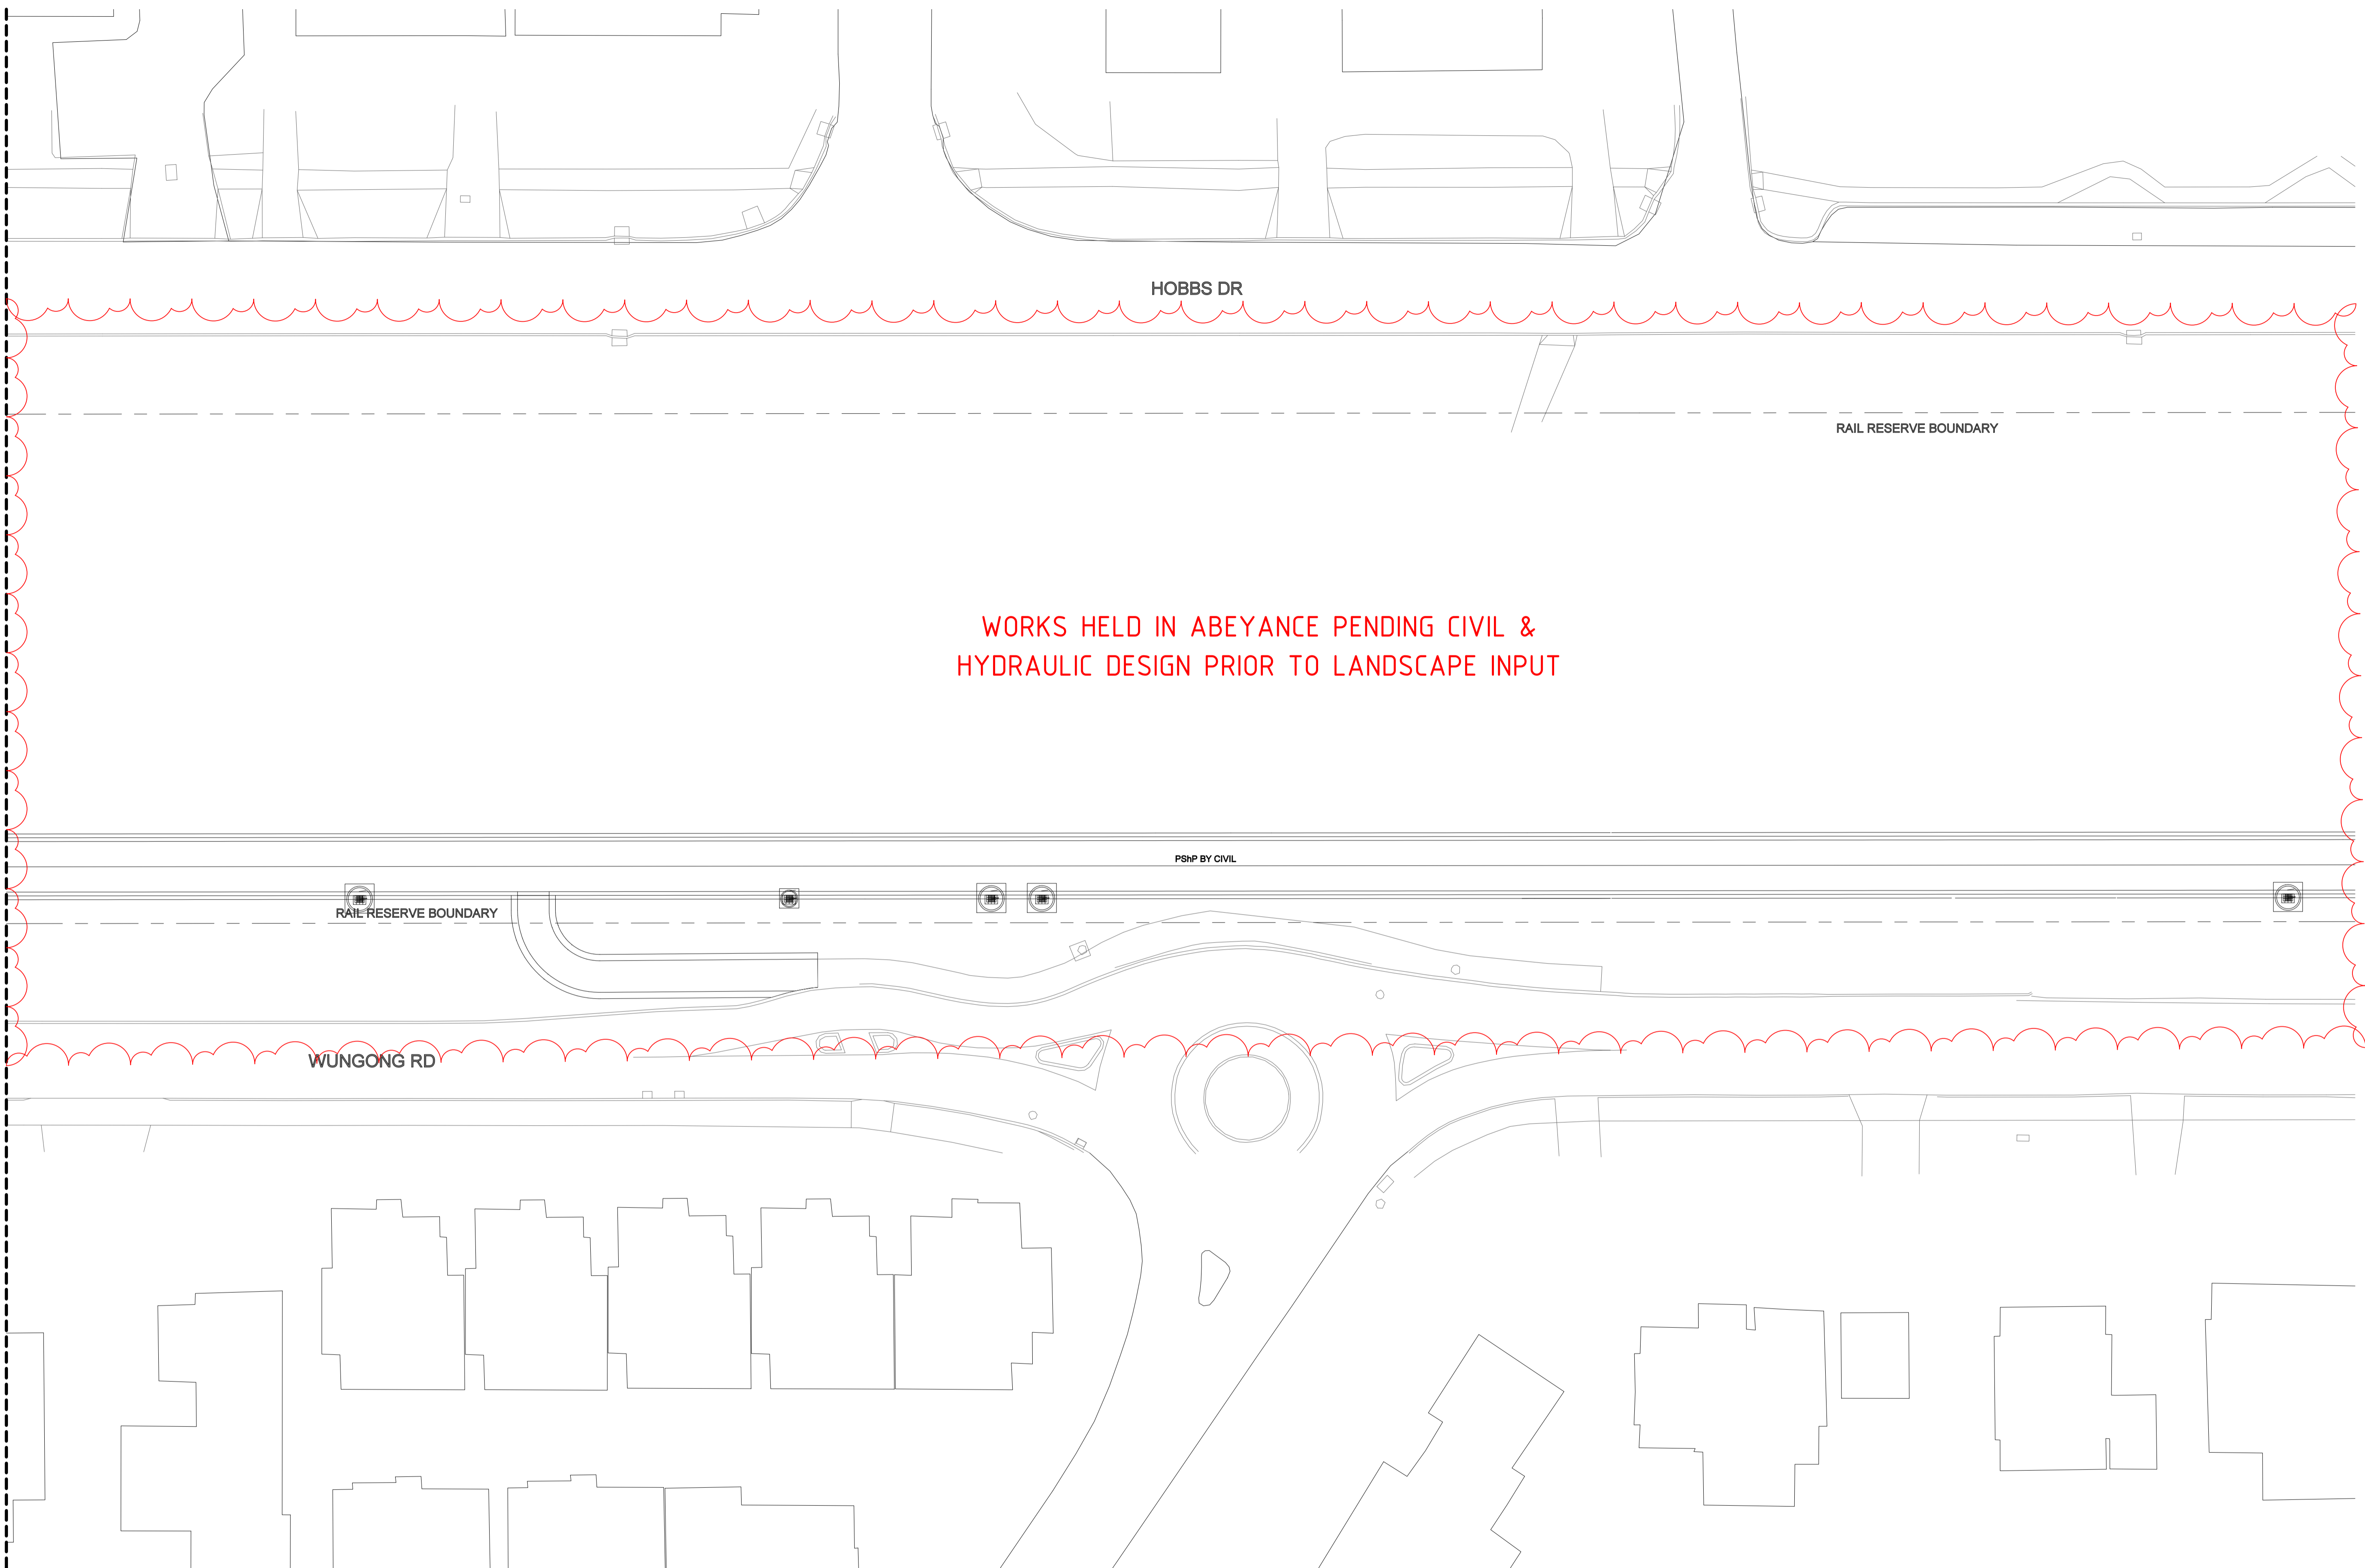 HOBBS DR
RAIL RESERVE BOUNDARY
WORKS HELD IN ABEYANCE PENDING CIVIL &
HYDRAULIC DESIGN PRIOR TO LANDSCAPE INPUT
PShP BY CIVIL
RAIL RESERVE BOUNDARY
WUNGONG RD